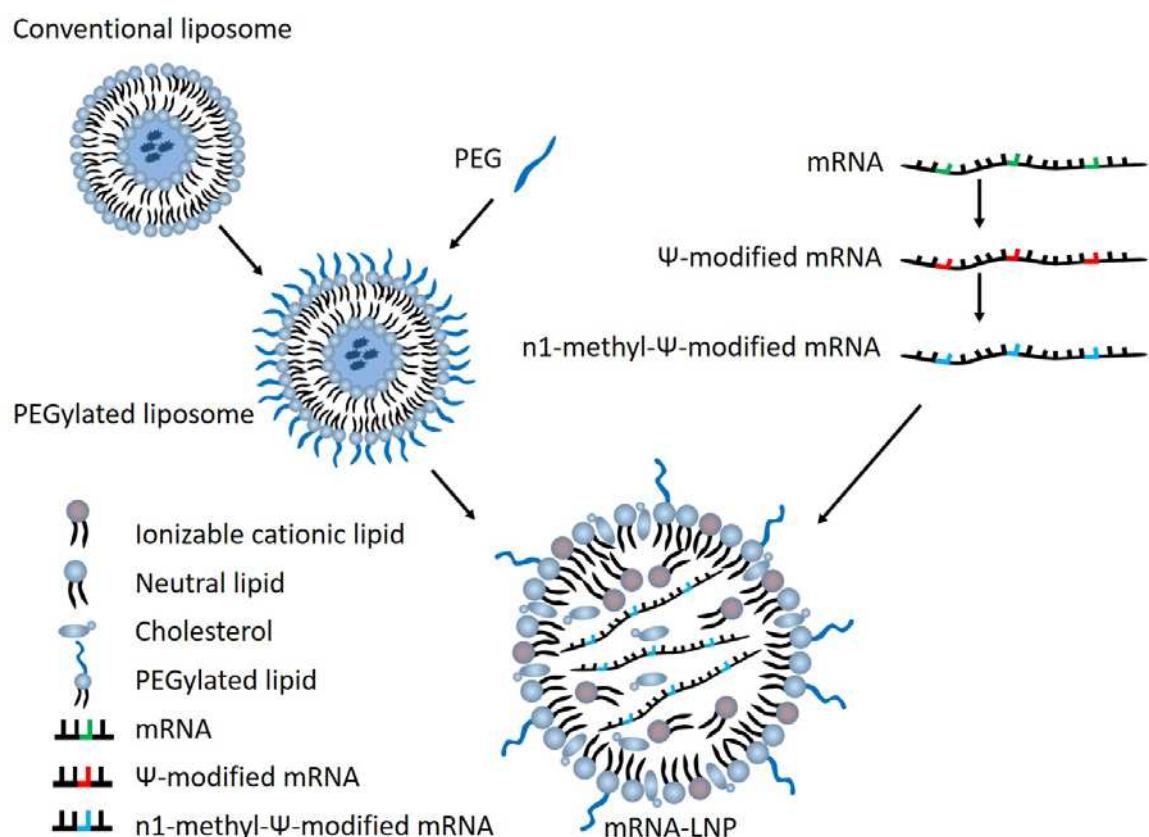 Conventional liposome
PEG
mRNA
Ψ-modified mRNA
n1-methyl-Ψ-modified mRNA
PEGylated liposome
Ionizable cationic lipid
Neutral lipid
Cholesterol
PEGylated lipid
mRNA
Ψ-modified mRNA
n1-methyl-Ψ-modified mRNA
mRNA-LNP